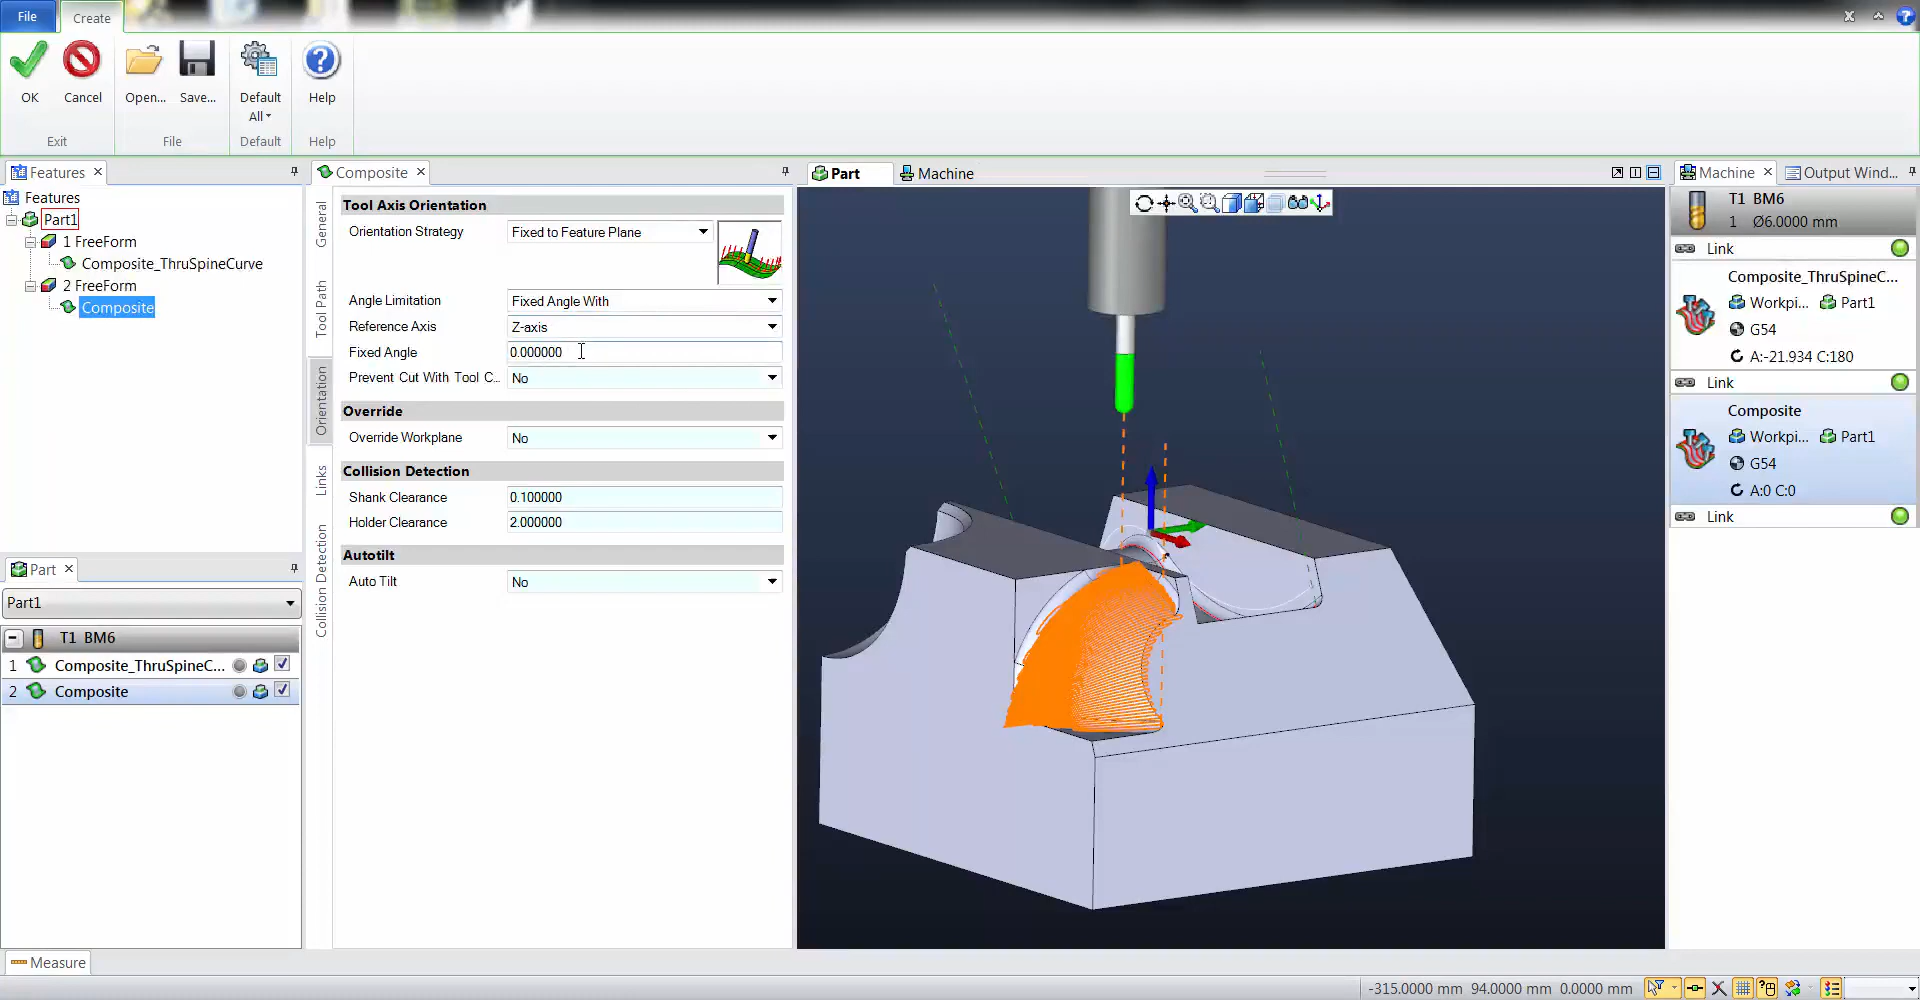 File
Create
OK
Cancel
Open...
Save...
Default
All
Help
Exit
File
Default
Help
Features
Composite
Part
Machine
Machine
Output Wind...
Features
Part1
1 FreeForm
Composite_ThruSpineCurve
2 FreeForm
Composite
General
Tool Path
Orientation
Links
Collision Detection
Tool Axis Orientation
Orientation Strategy
Fixed to Feature Plane
Angle Limitation
Fixed Angle With
Reference Axis
Z-axis
Fixed Angle
0.000000
Prevent Cut With Tool C...
No
Override
Override Workplane
No
Collision Detection
Shank Clearance
0.100000
Holder Clearance
2.000000
Autotilt
Auto Tilt
No
T1 BM6
1 Ø6.0000 mm
Link
Composite_ThruSpineC...
Workpi... Part1
G54
A:-21.934 C:180
Link
Composite
Workpi... Part1
G54
A:0 C:0
Link
Part
Part1
T1 BM6
1 Composite_ThruSpineC...
2 Composite
Measure
-315.0000 mm 94.0000 mm 0.0000 mm